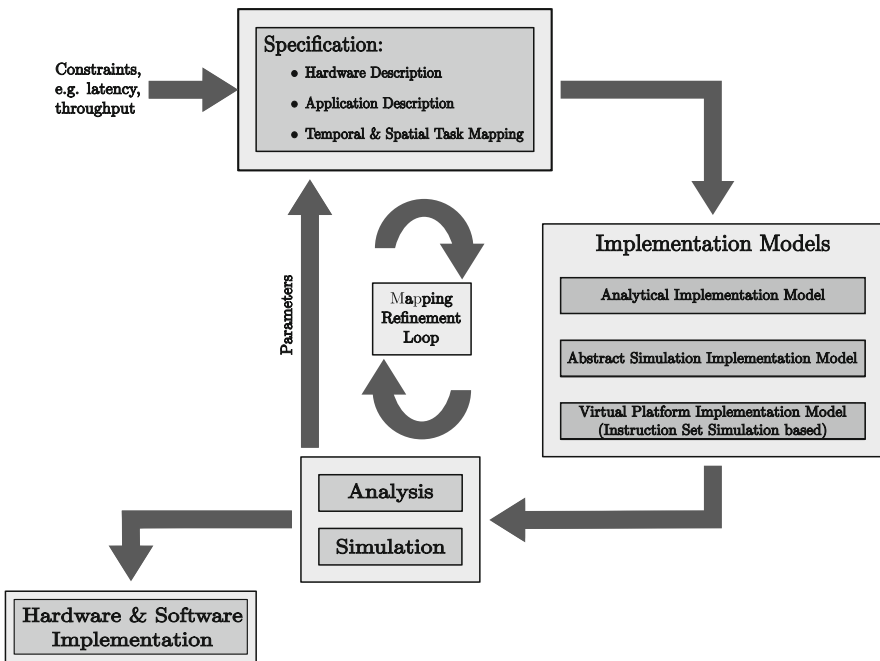 Specification:
• Hardware Description
• Application Description
• Temporal & Spatial Task Mapping
Constraints,
e.g. latency,
throughput
Implementation Models
Analytical Implementation Model
Abstract Simulation Implementation Model
Virtual Platform Implementation Model
(Instruction Set Simulation based)
Mapping
Refinement
Loop
Parameters
Analysis
Simulation
Hardware & Software
Implementation